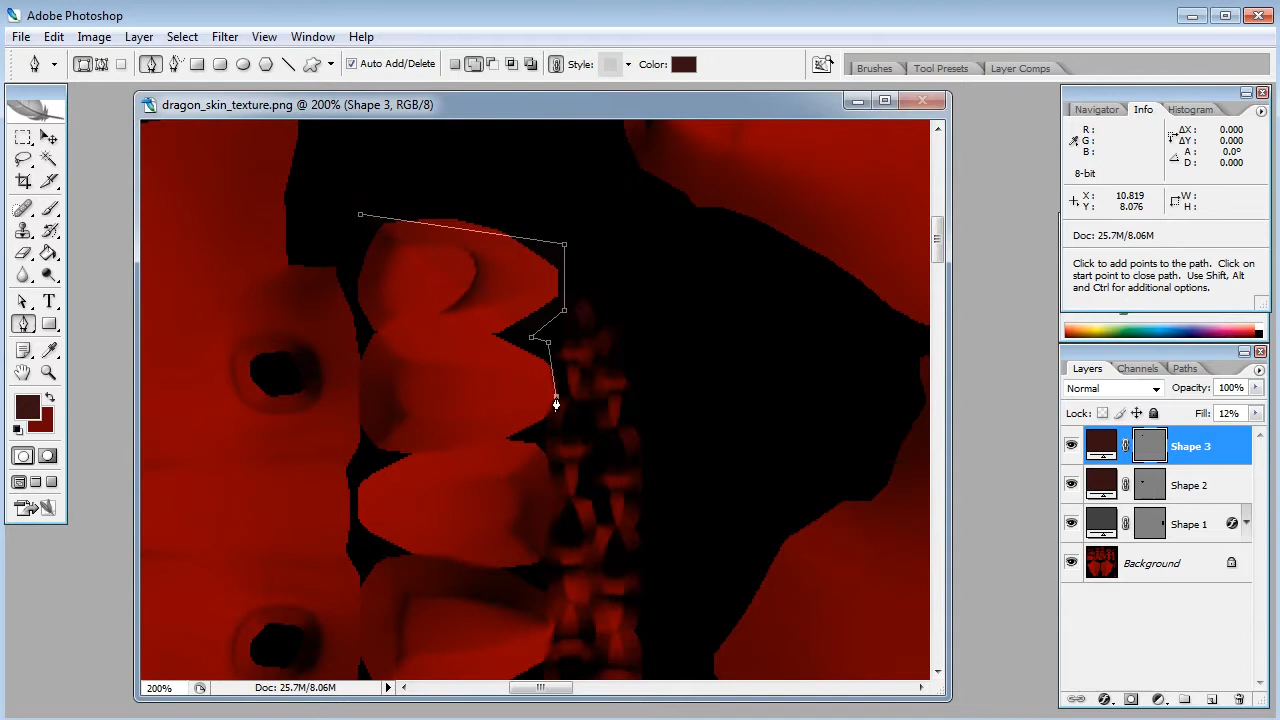 Adobe Photoshop
File Edit Image Layer Select Filter View Window Help
Auto Add/Delete Style: Color: Brushes Tool Presets Layer Comps
dragon_skin_texture.png @ 200% (Shape 3, RGB/8)
Navigator Info Histogram
R: ΔX: 0.000
G: ΔY: 0.000
B: A: 0.0°
D: 0.000
8-bit
X: 10.819 W:
Y: 8.076 H:
Doc: 25.7M/8.06M
Click to add points to the path. Click on
start point to close path. Use Shift, Alt
and Ctrl for additional options.
Layers Channels Paths
Normal Opacity: 100%
Lock: Fill: 12%
Shape 3
Shape 2
Shape 1
Background
200% Doc: 25.7M/8.06M